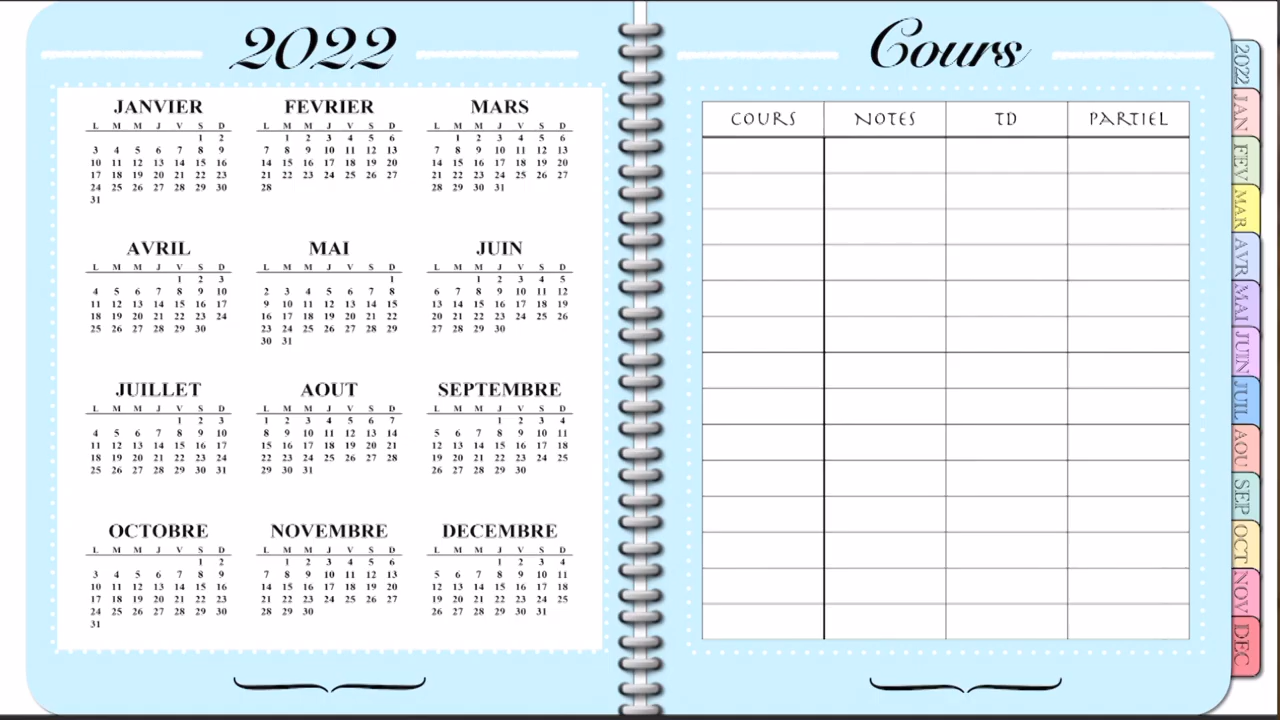 2022
JANVIER FEVRIER MARS
L M M J V S D L M M J V S D L M M J V S D
1 2 1 2 3 4 5 6 1 2 3 4 5 6
3 4 5 6 7 8 9 7 8 9 10 11 12 13 7 8 9 10 11 12 13
10 11 12 13 14 15 16 14 15 16 17 18 19 20 14 15 16 17 18 19 20
17 18 19 20 21 22 23 21 22 23 24 25 26 27 21 22 23 24 25 26 27
24 25 26 27 28 29 30 28 28 29 30 31
31
AVRIL MAI JUIN
L M M J V S D L M M J V S D L M M J V S D
1 2 3 1 1 2 3 4 5
4 5 6 7 8 9 10 2 3 4 5 6 7 8 6 7 8 9 10 11 12
11 12 13 14 15 16 17 9 10 11 12 13 14 15 13 14 15 16 17 18 19
18 19 20 21 22 23 24 16 17 18 19 20 21 22 20 21 22 23 24 25 26
25 26 27 28 29 30 23 24 25 26 27 28 29 27 28 29 30
30 31
JUILLET AOUT SEPTEMBRE
L M M J V S D L M M J V S D L M M J V S D
1 2 3 1 2 3 4 5 6 7 1 2 3 4
4 5 6 7 8 9 10 8 9 10 11 12 13 14 5 6 7 8 9 10 11
11 12 13 14 15 16 17 15 16 17 18 19 20 21 12 13 14 15 16 17 18
18 19 20 21 22 23 24 22 23 24 25 26 27 28 19 20 21 22 23 24 25
25 26 27 28 29 30 31 29 30 31 26 27 28 29 30
OCTOBRE NOVEMBRE DECEMBRE
L M M J V S D L M M J V S D L M M J V S D
1 2 1 2 3 4 5 6 1 2 3 4
3 4 5 6 7 8 9 7 8 9 10 11 12 13 5 6 7 8 9 10 11
10 11 12 13 14 15 16 14 15 16 17 18 19 20 12 13 14 15 16 17 18
17 18 19 20 21 22 23 21 22 23 24 25 26 27 19 20 21 22 23 24 25
24 25 26 27 28 29 30 28 29 30 26 27 28 29 30 31
31
Cours
COURS NOTES TD PARTIEL
2022
JAN
FEV
MAR
AVR
MAI
JUIN
JUIL
AOU
SEP
OCT
NOV
DEC